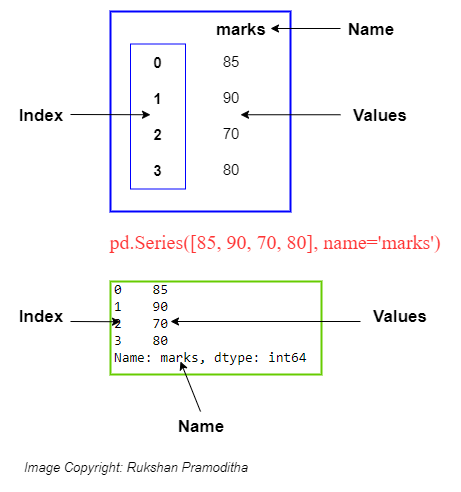 marks Name
0 85
1 90
Index Values
2 70
3 80
pd.Series([85, 90, 70, 80], name='marks')
0 85
1 90
Index 2 70 Values
3 80
Name: marks, dtype: int64
Name
Image Copyright: Rukshan Pramoditha